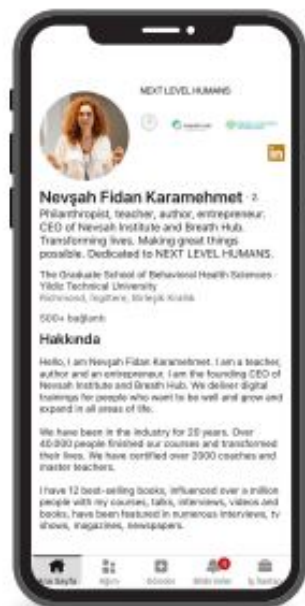 NEXT LEVEL HUMANS
in
Nevşah Fidan Karamehmet · 2.
Philanthropist, teacher, author, entrepreneur.
CEO of Nevsah Institute and Breath Hub.
Transforming lives. Making great things
possible. Dedicated to NEXT LEVEL HUMANS.
The Graduate School of Behavioral Health Sciences ·
Yildiz Technical University
Richmond, İngiltere, Birleşik Krallık
500+ bağlantı
Hakkında
Hello, I am Nevşah Fidan Karamehmet. I am a teacher,
author and an entrepreneur. I am the founding CEO of
Nevsah Institute and Breath Hub. We deliver digital
trainings for people who want to be well and grow and
expand in all areas of life.
We have been in the industry for 20 years. Over
40.000 people finished our courses and transformed
their lives. We have certified over 2000 coaches and
master teachers.
I have 12 best-selling books, influenced over a million
people with my courses, talks, interviews, videos and
books, have been featured in numerous interviews, tv
shows, magazines, newspapers.
Ana Sayfa
Ağım
Gönder
Bildirimler
İş İlanları